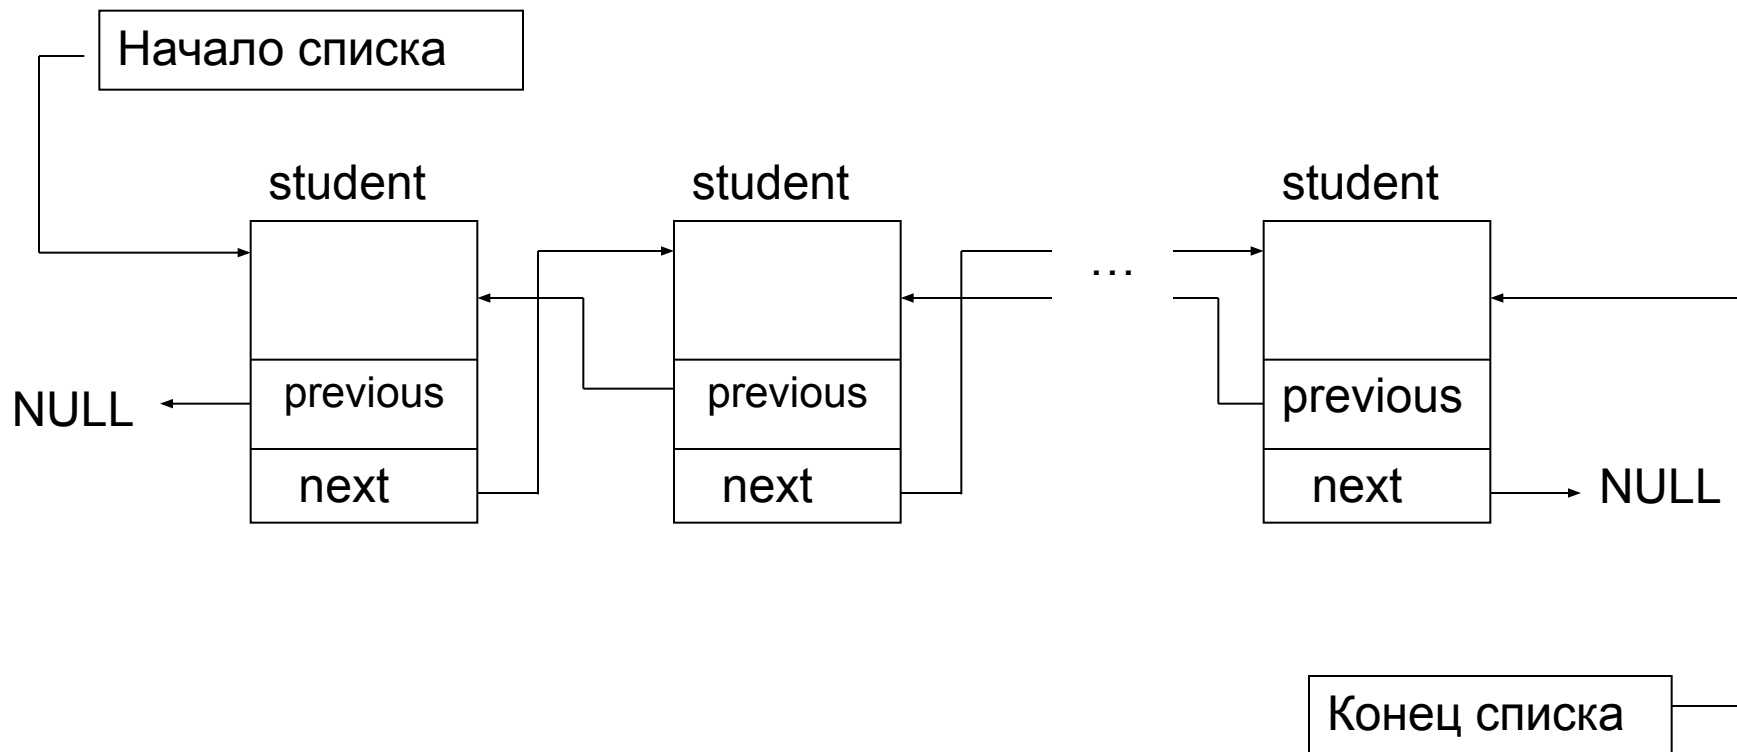 Начало списка
student student student
…
previous previous previous
NULL
next next next NULL
Конец списка